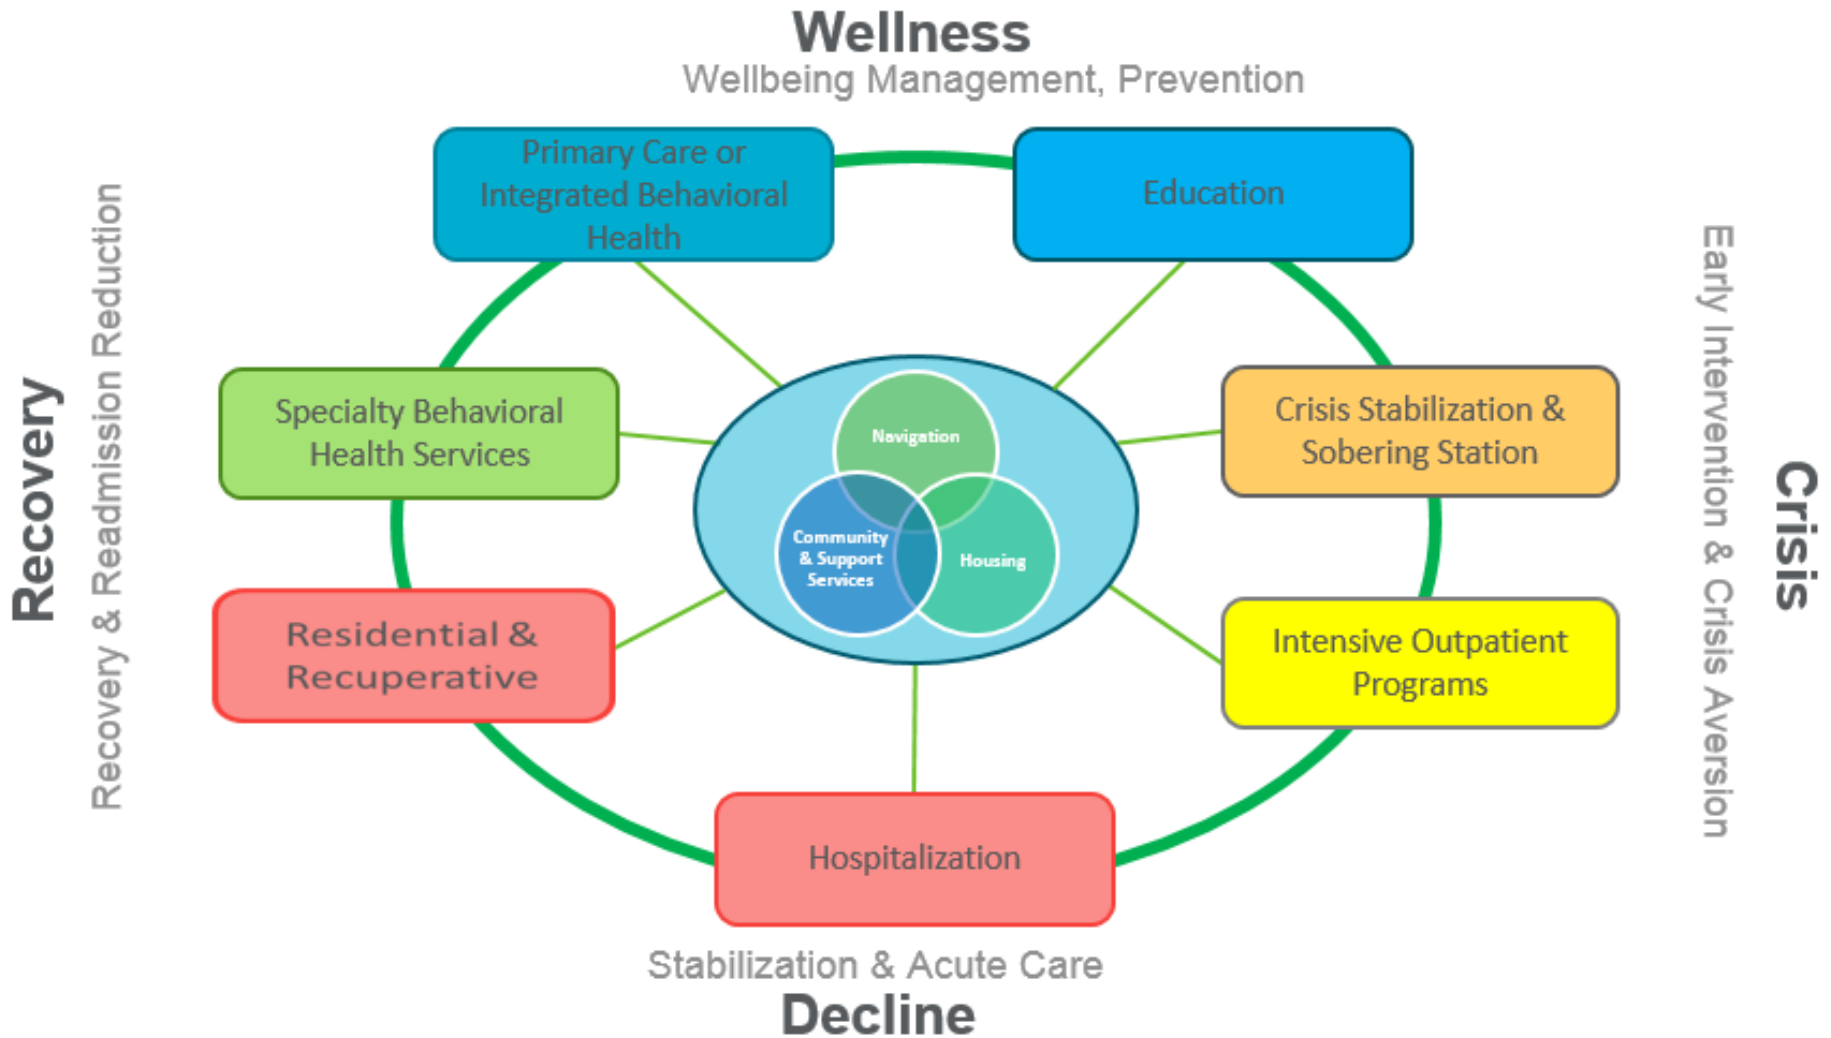 Wellness
Wellbeing Management, Prevention
Primary Care or
Integrated Behavioral
Health
Education
Recovery
Recovery & Readmission Reduction
Specialty Behavioral
Health Services
Navigation
Community
& Support
Services
Housing
Crisis Stabilization &
Sobering Station
Early Intervention & Crisis Aversion
Crisis
Residential &
Recuperative
Intensive Outpatient
Programs
Hospitalization
Stabilization & Acute Care
Decline